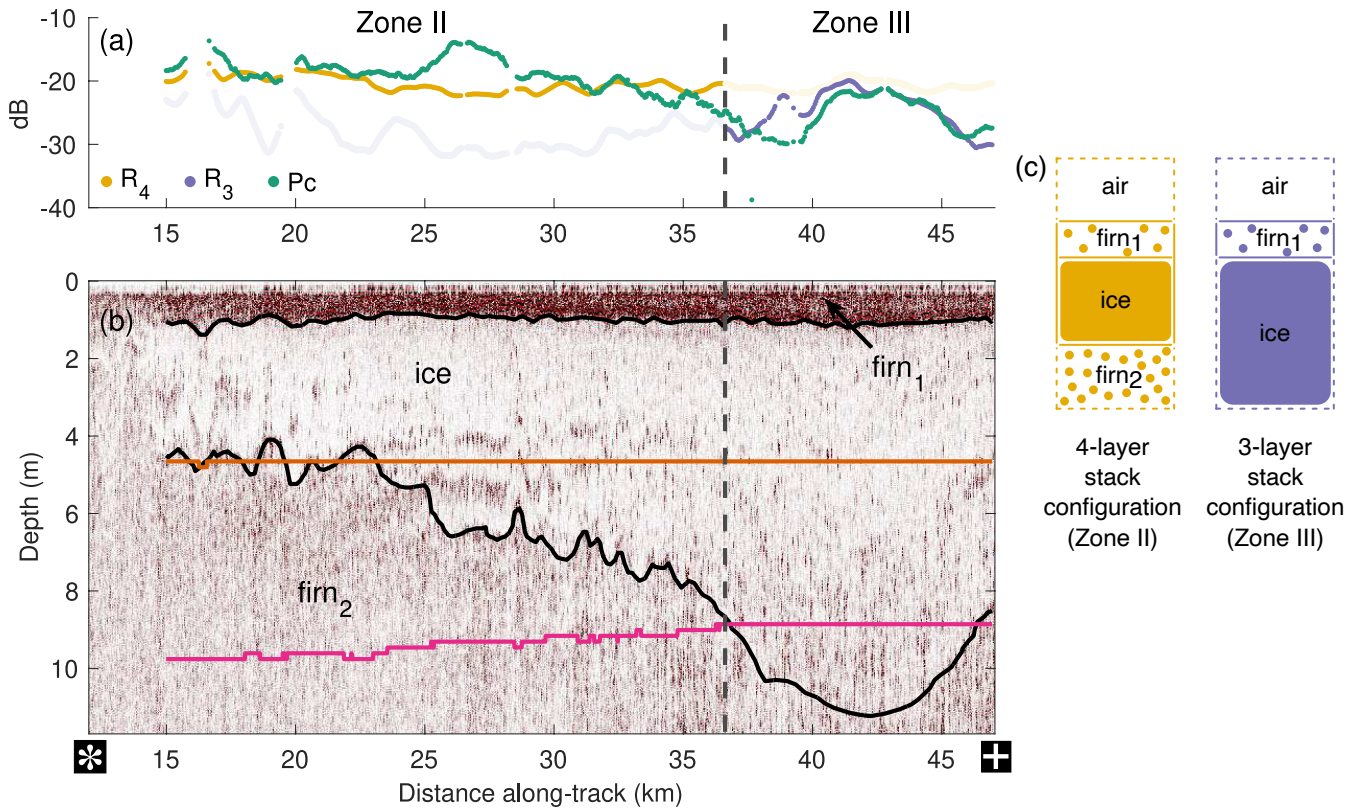 Zone II
Zone III
(a)
-10
-20
-30
-40
dB
R4
R3
Pc
15
20
25
30
35
40
45
(b)
0
2
4
6
8
10
Depth (m)
ice
firn1
firn2
15
20
25
30
35
40
45
Distance along-track (km)
(c)
air
firn1
ice
firn2
4-layer
stack
configuration
(Zone II)
air
firn1
ice
3-layer
stack
configuration
(Zone III)